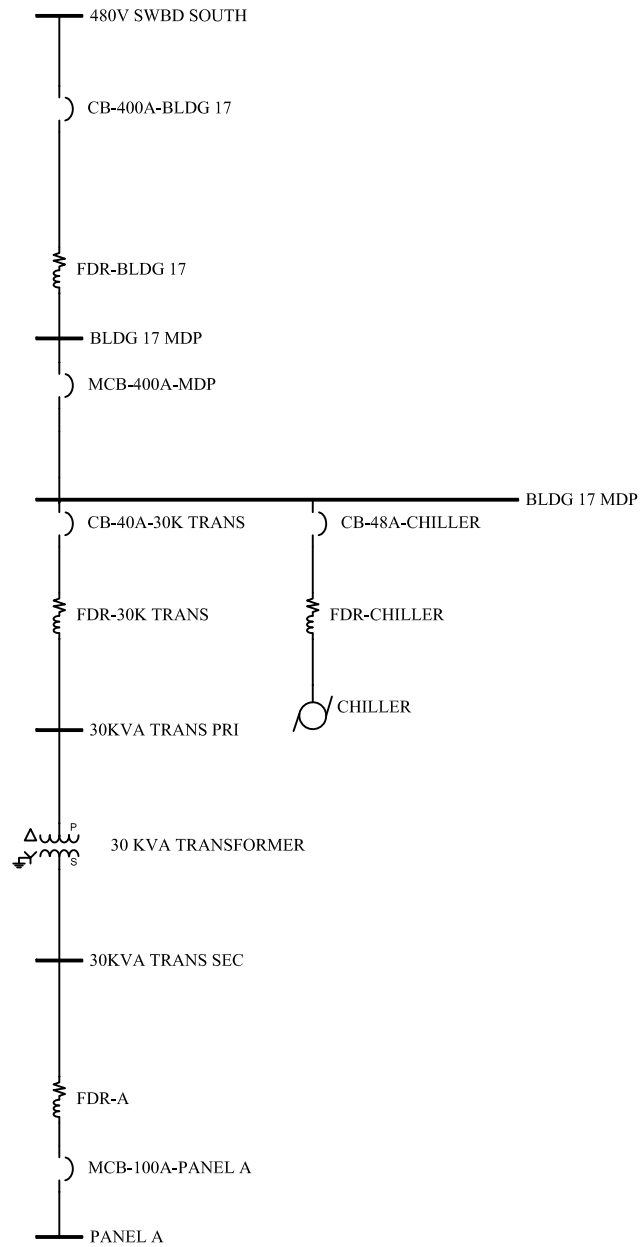 480V SWBD SOUTH
CB-400A-BLDG 17
FDR-BLDG 17
BLDG 17 MDP
MCB-400A-MDP
BLDG 17 MDP
CB-40A-30K TRANS
CB-48A-CHILLER
FDR-30K TRANS
FDR-CHILLER
CHILLER
30KVA TRANS PRI
P
30 KVA TRANSFORMER
S
30KVA TRANS SEC
FDR-A
MCB-100A-PANEL A
PANEL A